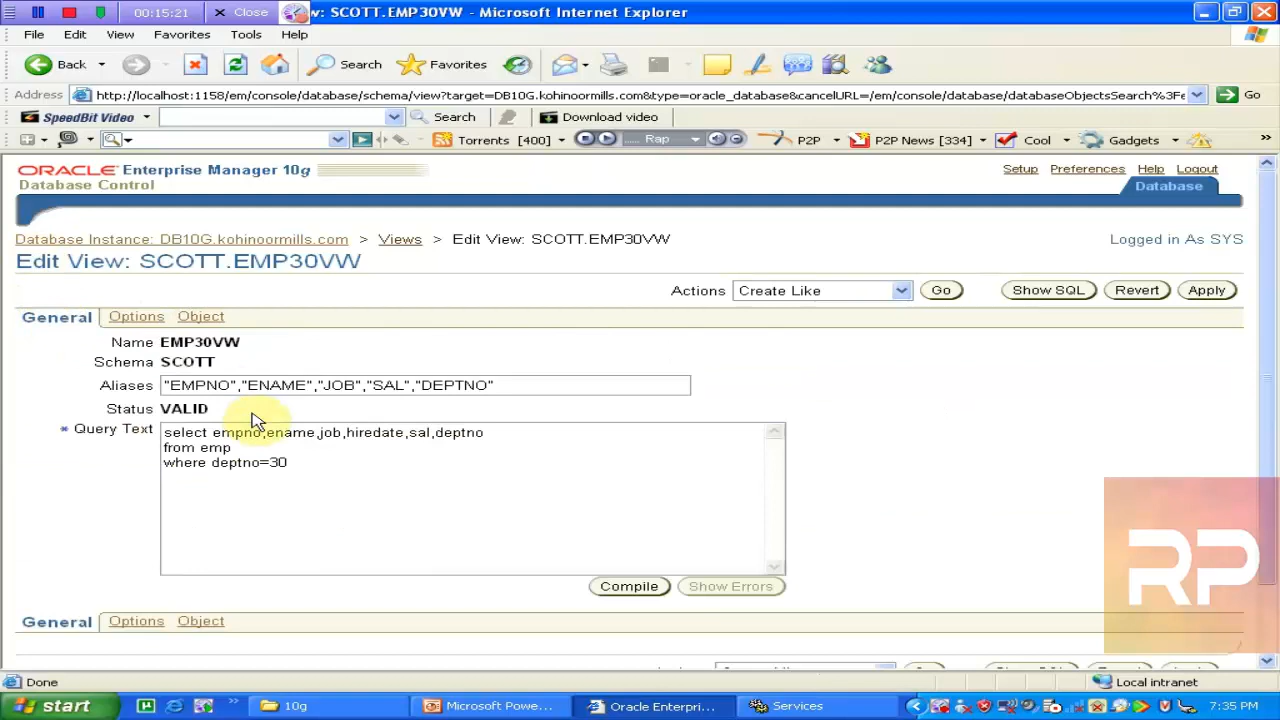 00:15:21 Close w: SCOTT.EMP30VW - Microsoft Internet Explorer
File Edit View Favorites Tools Help
Back Search Favorites
Address http://localhost:1158/em/console/database/schema/view?target=DB10G.kohinoormills.com&type=oracle_database&cancelURL=/em/console/database/databaseObjectsSearch%3Fe Go
SpeedBit Video Search Download video
Torrents [400] Rap P2P P2P News [334] Cool Gadgets »
ORACLE Enterprise Manager 10g Setup Preferences Help Logout
Database Control Database
Database Instance: DB10G.kohinoormills.com > Views > Edit View: SCOTT.EMP30VW Logged in As SYS
Edit View: SCOTT.EMP30VW
Actions Create Like Go Show SQL Revert Apply
General Options Object
Name EMP30VW
Schema SCOTT
Aliases "EMPNO","ENAME","JOB","SAL","DEPTNO"
Status VALID
* Query Text select empno,ename,job,hiredate,sal,deptno
from emp
where deptno=30
RP
Compile Show Errors
General Options Object
Done Local intranet
start » 10g Microsoft Powe... Oracle Enterpri... Services 7:35 PM